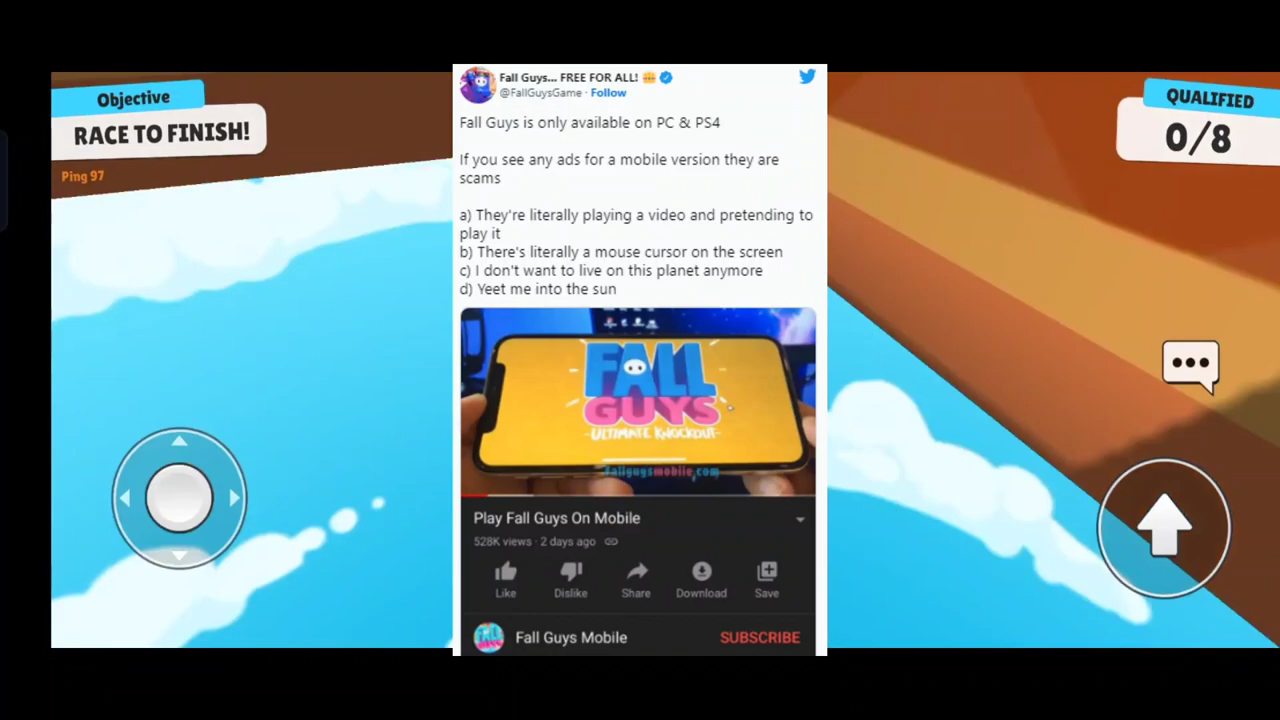 Objective
RACE TO FINISH!
Ping 97
Fall Guys... FREE FOR ALL! 👑
@FallGuysGame · Follow
Fall Guys is only available on PC & PS4
If you see any ads for a mobile version they are
scams
a) They're literally playing a video and pretending to
play it
b) There's literally a mouse cursor on the screen
c) I don't want to live on this planet anymore
d) Yeet me into the sun
FALL
GUYS
ULTIMATE KNOCKOUT
fallguysmobile.com
Play Fall Guys On Mobile
528K views · 2 days ago
Like
Dislike
Share
Download
Save
FALL
GUYS
Fall Guys Mobile
SUBSCRIBE
QUALIFIED
0/8